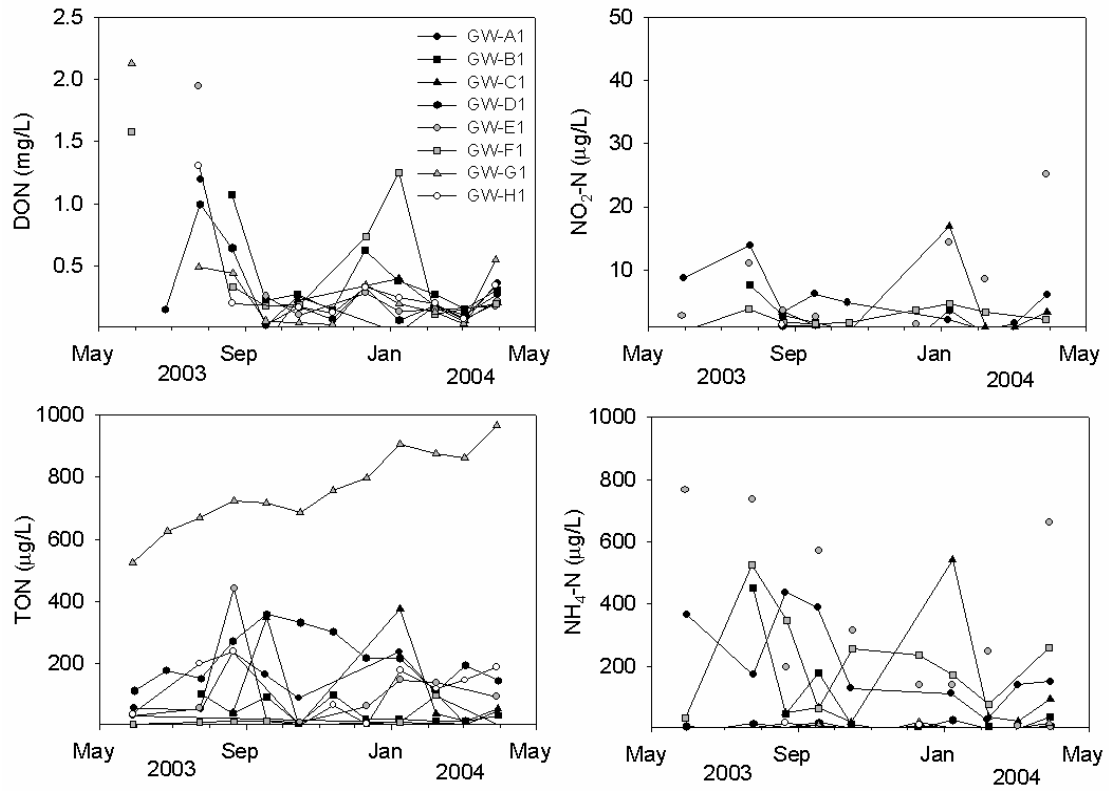 2.5
2.0
1.5
1.0
0.5
DON (mg/L)
GW-A1
GW-B1
GW-C1
GW-D1
GW-E1
GW-F1
GW-G1
GW-H1
May Sep Jan May
2003 2004
50
40
30
20
10
NO₂-N (µg/L)
May Sep Jan May
2003 2004
1000
800
600
400
200
TON (µg/L)
May Sep Jan May
2003 2004
1000
800
600
400
200
NH₄-N (µg/L)
May Sep Jan May
2003 2004